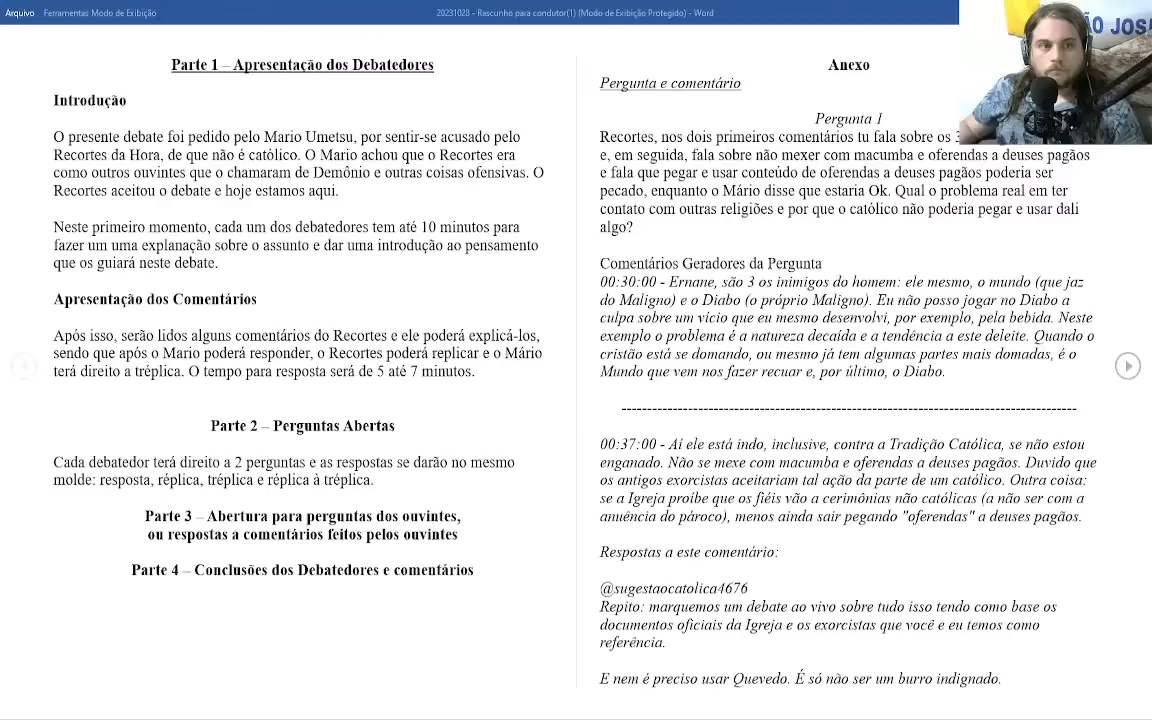 Arquivo Ferramentas Modo de Exibição
20231028 - Rascunho para condutor(1) (Modo de Exibição Protegido) - Word
Parte 1 – Apresentação dos Debatedores
Introdução
O presente debate foi pedido pelo Mario Umetsu, por sentir-se acusado pelo
Recortes da Hora, de que não é católico. O Mario achou que o Recortes era
como outros ouvintes que o chamaram de Demônio e outras coisas ofensivas. O
Recortes aceitou o debate e hoje estamos aqui.
Neste primeiro momento, cada um dos debatedores tem até 10 minutos para
fazer um uma explanação sobre o assunto e dar uma introdução ao pensamento
que os guiará neste debate.
Apresentação dos Comentários
Após isso, serão lidos alguns comentários do Recortes e ele poderá explicá-los,
sendo que após o Mario poderá responder, o Recortes poderá replicar e o Mário
terá direito a tréplica. O tempo para resposta será de 5 até 7 minutos.
Parte 2 – Perguntas Abertas
Cada debatedor terá direito a 2 perguntas e as respostas se darão no mesmo
molde: resposta, réplica, tréplica e réplica à tréplica.
Parte 3 – Abertura para perguntas dos ouvintes,
ou respostas a comentários feitos pelos ouvintes
Parte 4 – Conclusões dos Debatedores e comentários
Anexo
Pergunta e comentário
Pergunta 1
Recortes, nos dois primeiros comentários tu fala sobre os 3
e, em seguida, fala sobre não mexer com macumba e oferendas a deuses pagãos
e fala que pegar e usar conteúdo de oferendas a deuses pagãos poderia ser
pecado, enquanto o Mário disse que estaria Ok. Qual o problema real em ter
contato com outras religiões e por que o católico não poderia pegar e usar dali
algo?
Comentários Geradores da Pergunta
00:30:00 - Ernane, são 3 os inimigos do homem: ele mesmo, o mundo (que jaz
do Maligno) e o Diabo (o próprio Maligno). Eu não posso jogar no Diabo a
culpa sobre um vício que eu mesmo desenvolvi, por exemplo, pela bebida. Neste
exemplo o problema é a natureza decaída e a tendência a este deleite. Quando o
cristão está se domando, ou mesmo já tem algumas partes mais domadas, é o
Mundo que vem nos fazer recuar e, por último, o Diabo.
------------------------------------------------------------------------------------------
00:37:00 - Aí ele está indo, inclusive, contra a Tradição Católica, se não estou
enganado. Não se mexe com macumba e oferendas a deuses pagãos. Duvido que
os antigos exorcistas aceitariam tal ação da parte de um católico. Outra coisa:
se a Igreja proíbe que os fiéis vão a cerimônias não católicas (a não ser com a
anuência do pároco), menos ainda sair pegando "oferendas" a deuses pagãos.
Respostas a este comentário:
@sugestaocatolica4676
Repito: marquemos um debate ao vivo sobre tudo isso tendo como base os
documentos oficiais da Igreja e os exorcistas que você e eu temos como
referência.
E nem é preciso usar Quevedo. É só não ser um burro indignado.
ÃO JOS